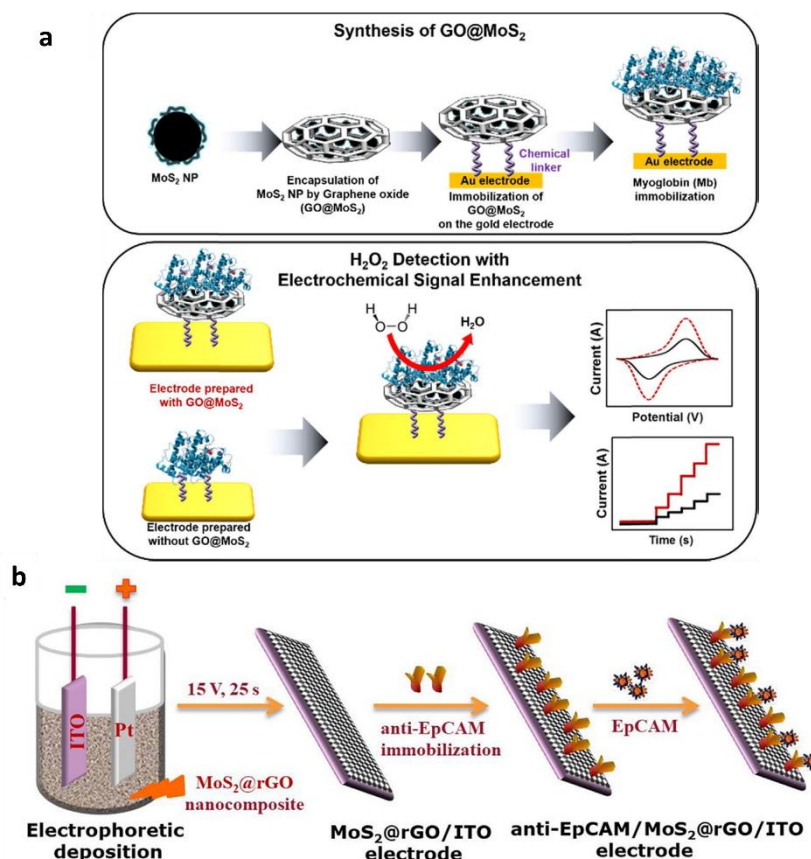 a
Synthesis of GO@MoS₂
MoS₂ NP
Encapsulation of
MoS₂ NP by Graphene oxide
(GO@MoS₂)
Chemical
linker
Au electrode
Immobilization of
GO@MoS₂
on the gold electrode
Au electrode
Myoglobin (Mb)
immobilization
H₂O₂ Detection with
Electrochemical Signal Enhancement
Electrode prepared
with GO@MoS₂
Electrode prepared
without GO@MoS₂
H
H
O-O
H₂O
Current (A)
Potential (V)
Current (A)
Time (s)
b
ITO
Pt
15 V, 25 s
MoS₂@rGO
nanocomposite
Electrophoretic
deposition
MoS₂@rGO/ITO
electrode
anti-EpCAM
immobilization
EpCAM
anti-EpCAM/MoS₂@rGO/ITO
electrode